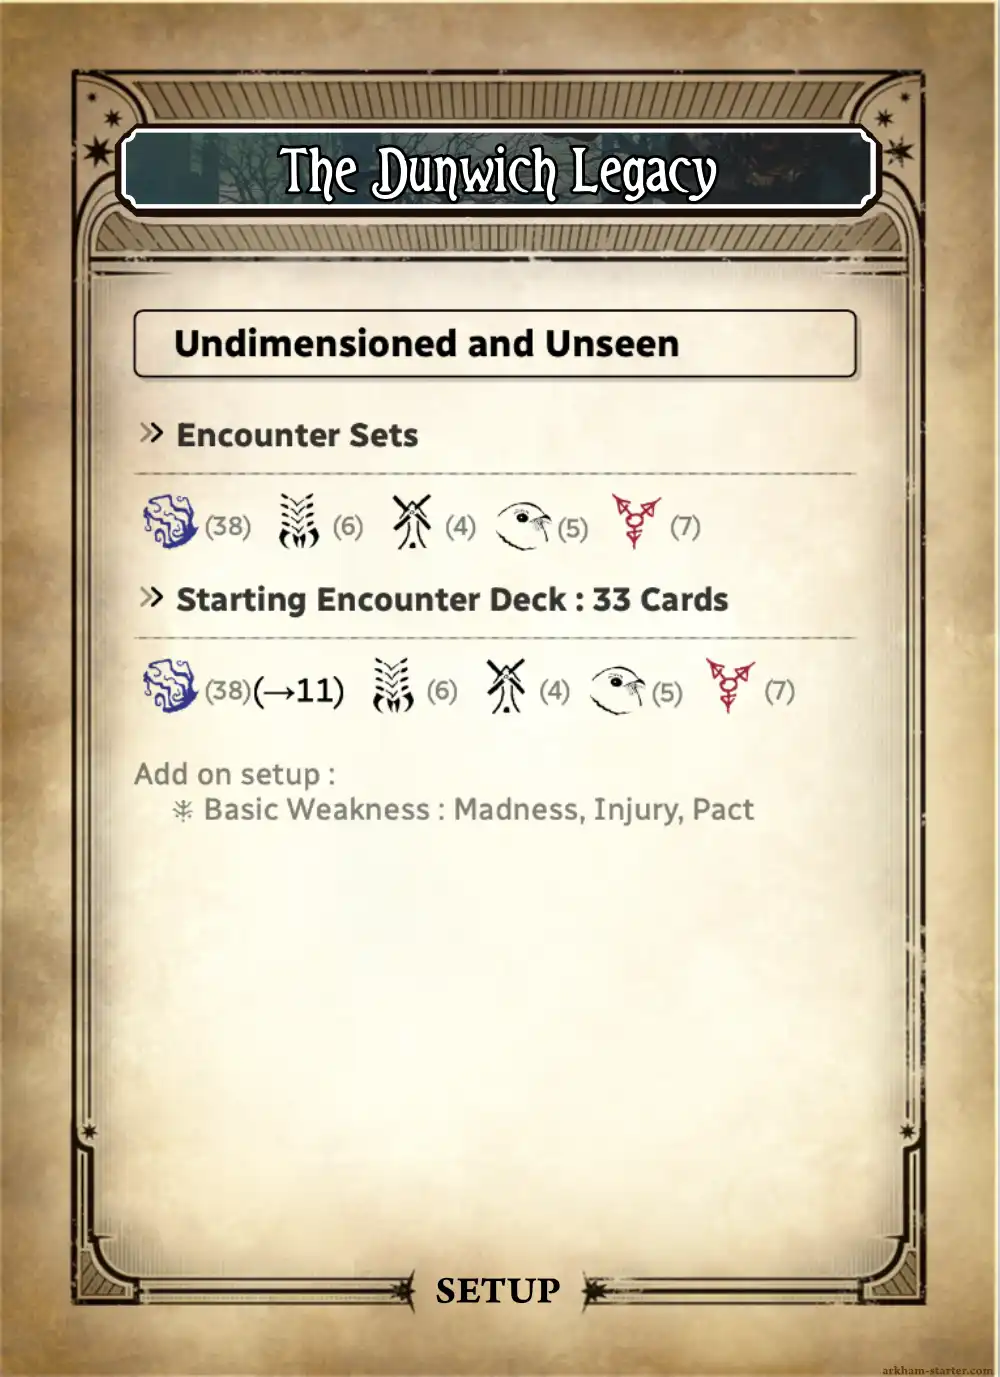 The Dunwich Legacy
Undimensioned and Unseen
Encounter Sets
(38) (6) (4) (5) (7)
Starting Encounter Deck : 33 Cards
(38)(→11) (6) (4) (5) (7)
Add on setup :
Basic Weakness : Madness, Injury, Pact
SETUP
arkham-starter.com